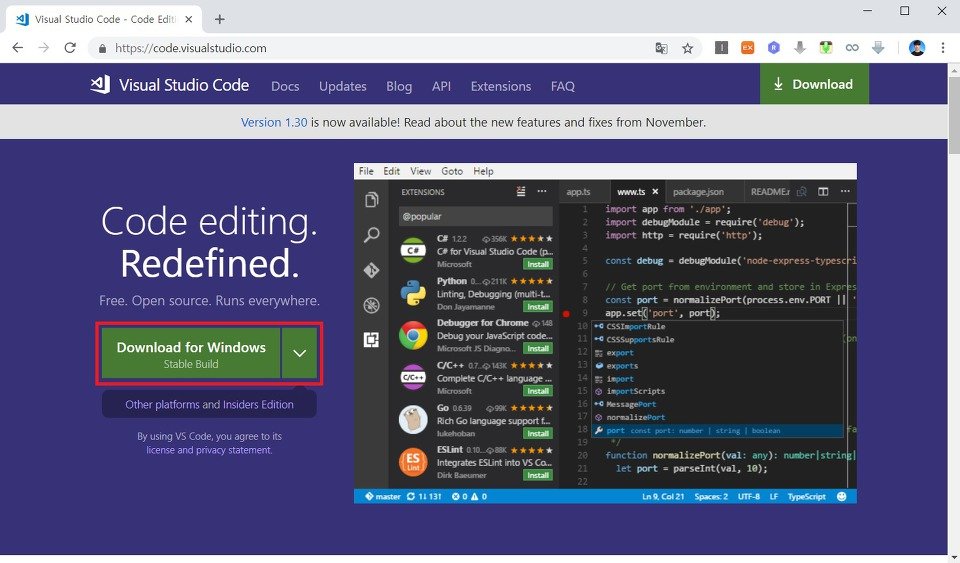 Visual Studio Code - Code Editi
https://code.visualstudio.com
Visual Studio Code Docs Updates Blog API Extensions FAQ Download
Version 1.30 is now available! Read about the new features and fixes from November.
Code editing.
Redefined.
Free. Open source. Runs everywhere.
Download for Windows
Stable Build
Other platforms and Insiders Edition
By using VS Code, you agree to its
license and privacy statement.
File Edit View Goto Help
EXTENSIONS
@popular
C# 1.2.2 356K
C# for Visual Studio Code (p...
Microsoft Install
Python 0... 211K
Linting, Debugging (multi-t...
Don Jayamanne Install
Debugger for Chrome 148
Debug your JavaScript code...
Microsoft JS Diagno... Install
C/C++ 0.7... 143K
Complete C/C++ language ...
Microsoft Install
Go 0.6.39 99K
Rich Go language support f...
lukehoban Install
ESLint 0.10... 88K
Integrates ESLint into VS Co...
Dirk Baeumer Install
app.ts www.ts package.json README.r
1 import app from './app';
2 import debugModule = require('debug');
3 import http = require('http');
4
5 const debug = debugModule('node-express-typescri
6
7 // Get port from environment and store in Expres
8 const port = normalizePort(process.env.PORT || '
9 app.set('port', port);
10 CSSImportRule
11 CSSSupportsRule
12 export
13 exports
14 import
15 importScripts
16 MessagePort
17 normalizePort
18 port const port: number | string | boolean
19 */
20 function normalizePort(val: any): number|string|
21 let port = parseInt(val, 10);
22
master 1↓ 1↑ 131 0 0 Ln 9, Col 21 Spaces: 2 UTF-8 LF TypeScript